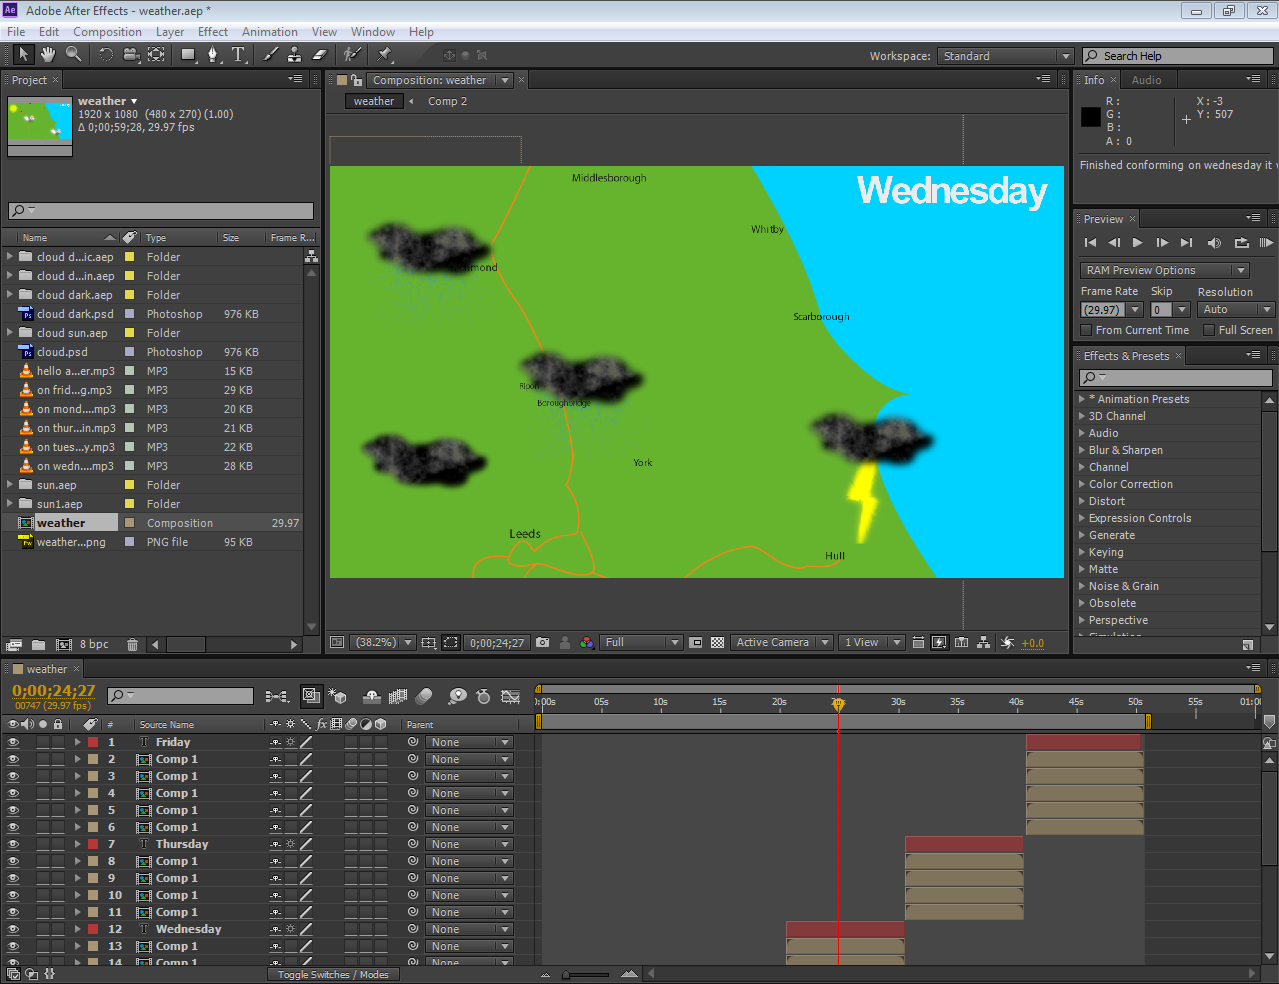 Ae Adobe After Effects - weather.aep *
File Edit Composition Layer Effect Animation View Window Help
Workspace: Standard Search Help
Project ×
weather
1920 x 1080 (480 x 270) (1.00)
Δ 0;00;59;28, 29.97 fps
Name Type Size Frame R...
cloud d...ic.aep Folder
cloud d...in.aep Folder
cloud dark.aep Folder
cloud dark.psd Photoshop 976 KB
cloud sun.aep Folder
cloud.psd Photoshop 976 KB
hello a...er.mp3 MP3 15 KB
on frid...g.mp3 MP3 29 KB
on mond....mp3 MP3 20 KB
on thur...in.mp3 MP3 21 KB
on tues...y.mp3 MP3 22 KB
on wedn....mp3 MP3 28 KB
sun.aep Folder
sun1.aep Folder
weather Composition 29.97
weather...png PNG file 95 KB
8 bpc
Composition: weather ×
weather Comp 2
Wednesday
Middlesborough
Whitby
mond
Scarborough
Ripon
Boroughbridge
York
Leeds
Hull
(38.2%) 0;00;24;27 Full Active Camera 1 View +0.0
Info × Audio
R :
G :
B :
A : 0
X : -3
Y : 507
Finished conforming on wednesday it w
Preview ×
RAM Preview Options
Frame Rate Skip Resolution
(29.97) 0 Auto
From Current Time Full Screen
Effects & Presets ×
* Animation Presets
3D Channel
Audio
Blur & Sharpen
Channel
Color Correction
Distort
Expression Controls
Generate
Keying
Matte
Noise & Grain
Obsolete
Perspective
Simulation
weather ×
0;00;24;27
00747 (29.97 fps)
# Source Name fx Parent
0:00s 05s 10s 15s 20s 30s 35s 40s 45s 50s 55s 01:0
1 T Friday None
2 Comp 1 None
3 Comp 1 None
4 Comp 1 None
5 Comp 1 None
6 Comp 1 None
7 T Thursday None
8 Comp 1 None
9 Comp 1 None
10 Comp 1 None
11 Comp 1 None
12 T Wednesday None
13 Comp 1 None
14 Comp 1 None
Toggle Switches / Modes